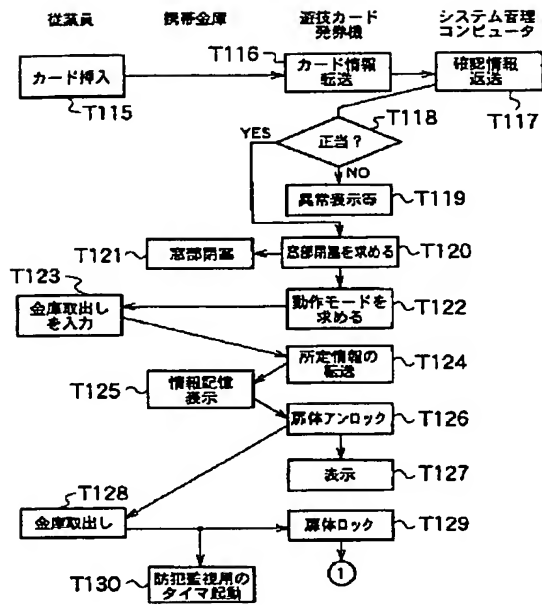 従業員
携帯金庫
遊技カード
発券機
システム管理
コンピュータ
カード挿入
T115
T116
カード情報
転送
確認情報
返送
T117
正当?
T118
YES
NO
異常表示等
T119
窓部閉塞を求める
T120
T121
窓部閉塞
動作モードを
求める
T122
T123
金庫取出し
を入力
所定情報の
転送
T124
T125
情報記憶
表示
扉体アンロック
T126
表示
T127
T128
金庫取出し
扉体ロック
T129
T130
防犯監視用の
タイマ起動
1